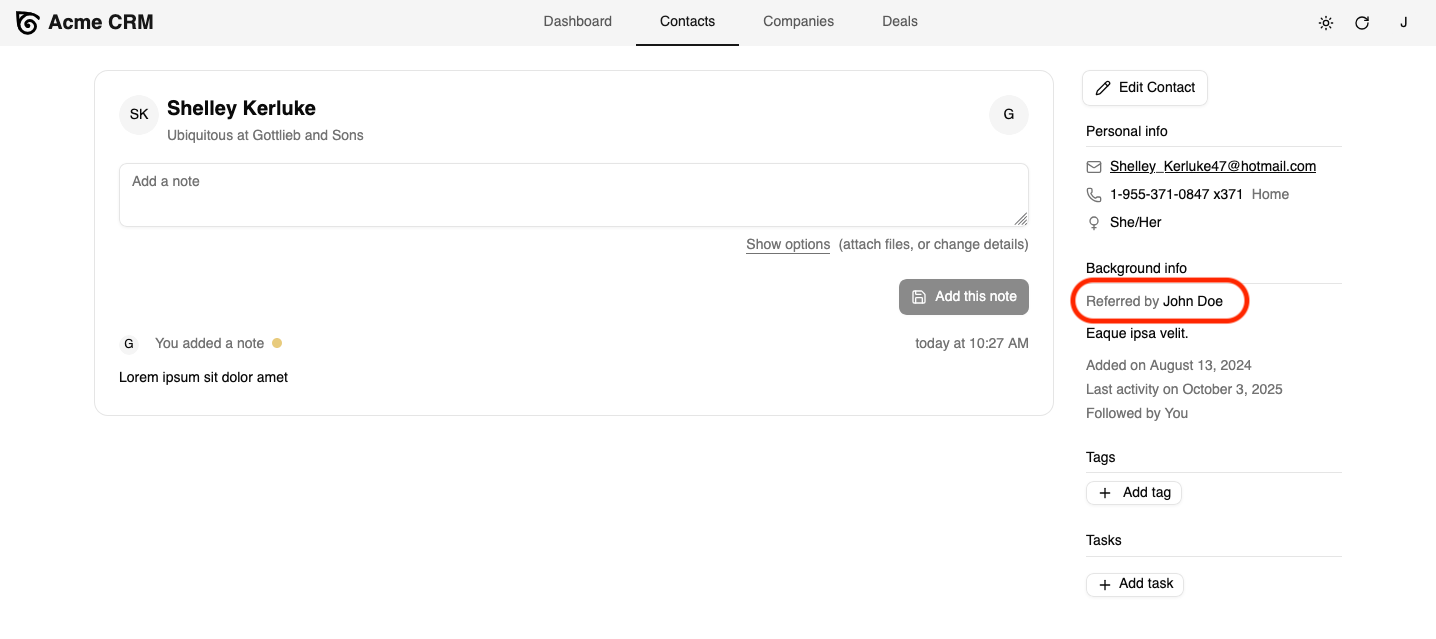 Acme CRM
Dashboard Contacts Companies Deals
J
SK
Shelley Kerluke
Ubiquitous at Gottlieb and Sons
G
Add a note
Show options (attach files, or change details)
Add this note
G You added a note today at 10:27 AM
Lorem ipsum sit dolor amet
Edit Contact
Personal info
Shelley_Kerluke47@hotmail.com
1-955-371-0847 x371 Home
She/Her
Background info
Referred by John Doe
Eaque ipsa velit.
Added on August 13, 2024
Last activity on October 3, 2025
Followed by You
Tags
Add tag
Tasks
Add task